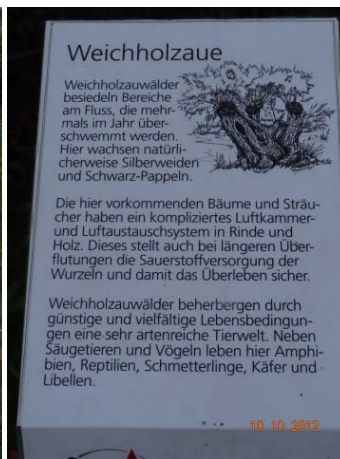 Weichholzaue
Weichholzauwälder
besiedeln Bereiche
am Fluss, die mehr-
mals im Jahr über-
schwemmt werden.
Hier wachsen natürli-
cherweise Silberweiden
und Schwarz-Pappeln.
Die hier vorkommenden Bäume und Sträu-
cher haben ein kompliziertes Luftkammer-
und Luftaustauschsystem in Rinde und
Holz. Dieses stellt auch bei längeren Über-
flutungen die Sauerstoffversorgung der
Wurzeln und damit das Überleben sicher.
Weichholzauwälder beherbergen durch
günstige und vielfältige Lebensbedingun-
gen eine sehr artenreiche Tierwelt. Neben
Säugetieren und Vögeln leben hier Amphi-
bien, Reptilien, Schmetterlinge, Käfer und
Libellen.
10 10 2012